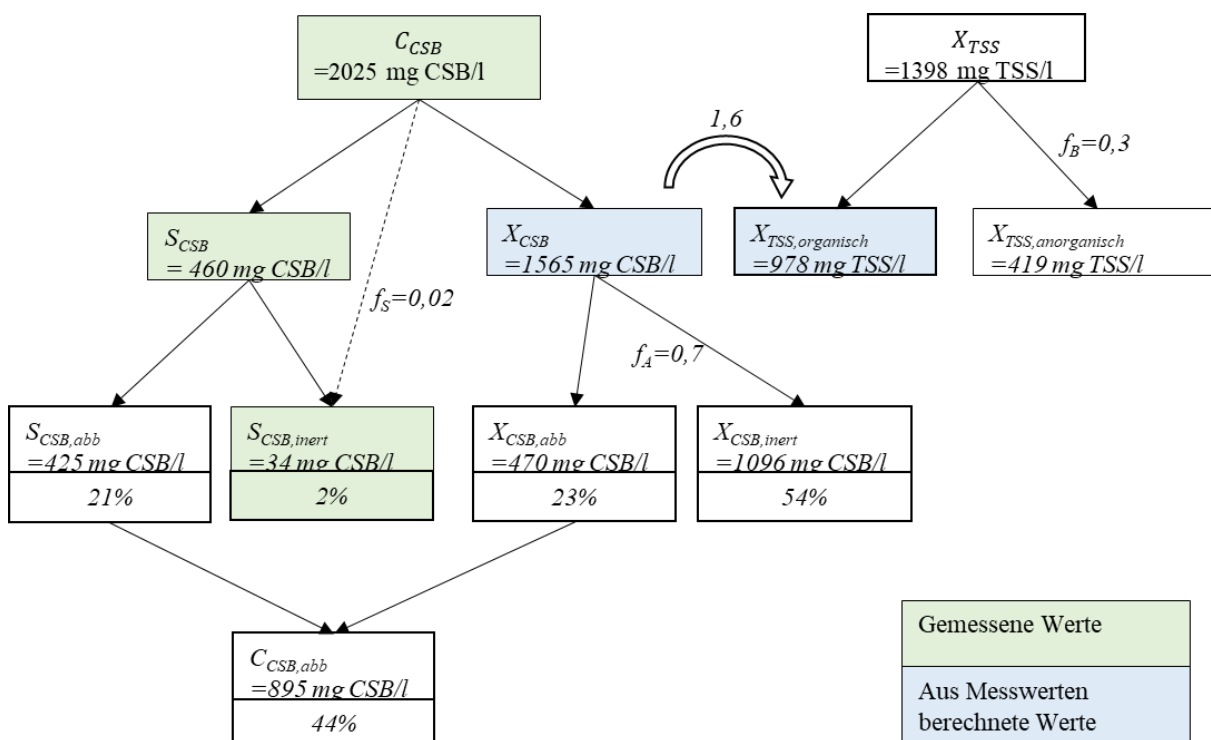 C_CSB
=2025 mg CSB/l
X_TSS
=1398 mg TSS/l
1,6
f_B=0,3
S_CSB
= 460 mg CSB/l
X_CSB
=1565 mg CSB/l
X_TSS,organisch
=978 mg TSS/l
X_TSS,anorganisch
=419 mg TSS/l
f_S=0,02
f_A=0,7
S_CSB,abb
=425 mg CSB/l
21%
S_CSB,inert
=34 mg CSB/l
2%
X_CSB,abb
=470 mg CSB/l
23%
X_CSB,inert
=1096 mg CSB/l
54%
C_CSB,abb
=895 mg CSB/l
44%
Gemessene Werte
Aus Messwerten
berechnete Werte